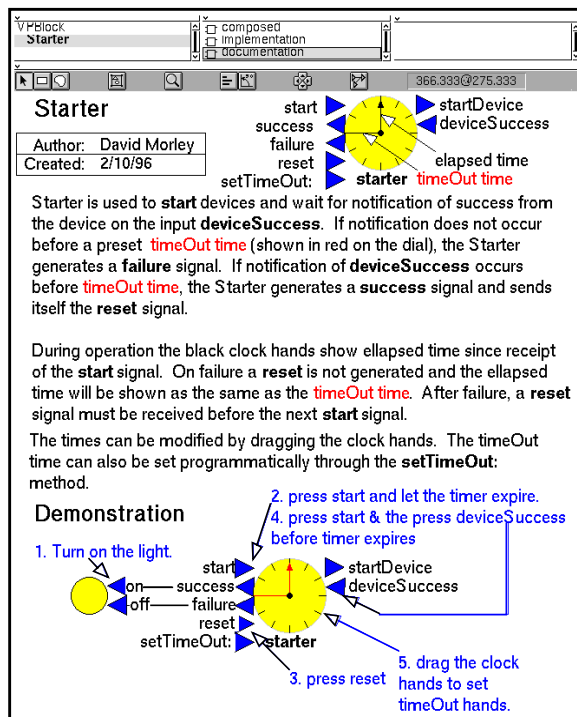 VPBlock
Starter
composed
implementation
documentation
366.333@275.333
Starter
Author: David Morley
Created: 2/10/96
start
success
failure
reset
setTimeOut:
startDevice
deviceSuccess
elapsed time
starter timeOut time
Starter is used to start devices and wait for notification of success from
the device on the input deviceSuccess. If notification does not occur
before a preset timeOut time (shown in red on the dial), the Starter
generates a failure signal. If notification of deviceSuccess occurs
before timeOut time, the Starter generates a success signal and sends
itself the reset signal.
During operation the black clock hands show ellapsed time since receipt
of the start signal. On failure a reset is not generated and the ellapsed
time will be shown as the same as the timeOut time. After failure, a reset
signal must be received before the next start signal.
The times can be modified by dragging the clock hands. The timeOut
time can also be set programmatically through the setTimeOut:
method.
Demonstration
2. press start and let the timer expire.
4. press start & the press deviceSuccess
before timer expires
1. Turn on the light.
on
off
start
success
failure
reset
setTimeOut:
startDevice
deviceSuccess
starter
3. press reset
5. drag the clock
hands to set
timeOut hands.